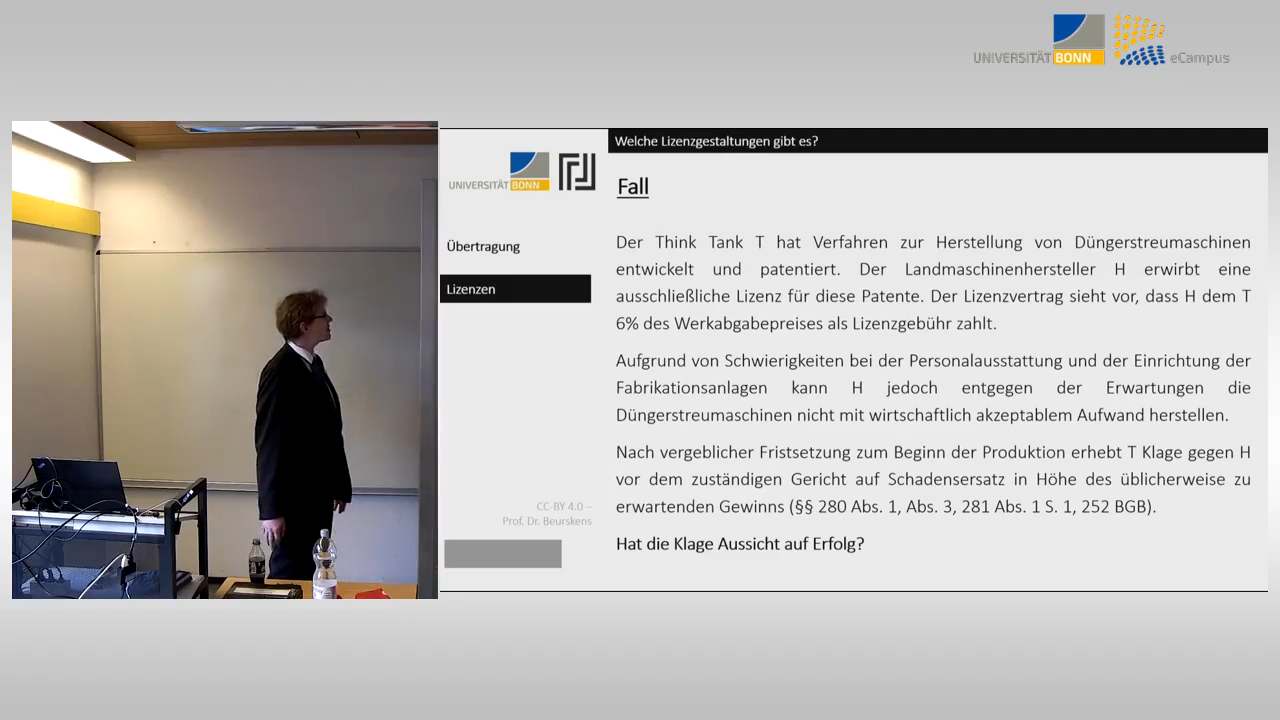 UNIVERSITÄT BONN eCampus
Welche Lizenzgestaltungen gibt es?
UNIVERSITÄT BONN
Fall
Übertragung
Lizenzen
Der Think Tank T hat Verfahren zur Herstellung von Düngerstreumaschinen
entwickelt und patentiert. Der Landmaschinenhersteller H erwirbt eine
ausschließliche Lizenz für diese Patente. Der Lizenzvertrag sieht vor, dass H dem T
6% des Werkabgabepreises als Lizenzgebühr zahlt.
Aufgrund von Schwierigkeiten bei der Personalausstattung und der Einrichtung der
Fabrikationsanlagen kann H jedoch entgegen der Erwartungen die
Düngerstreumaschinen nicht mit wirtschaftlich akzeptablem Aufwand herstellen.
Nach vergeblicher Fristsetzung zum Beginn der Produktion erhebt T Klage gegen H
vor dem zuständigen Gericht auf Schadensersatz in Höhe des üblicherweise zu
erwartenden Gewinns (§§ 280 Abs. 1, Abs. 3, 281 Abs. 1 S. 1, 252 BGB).
Hat die Klage Aussicht auf Erfolg?
CC-BY 4.0 –
Prof. Dr. Beurskens